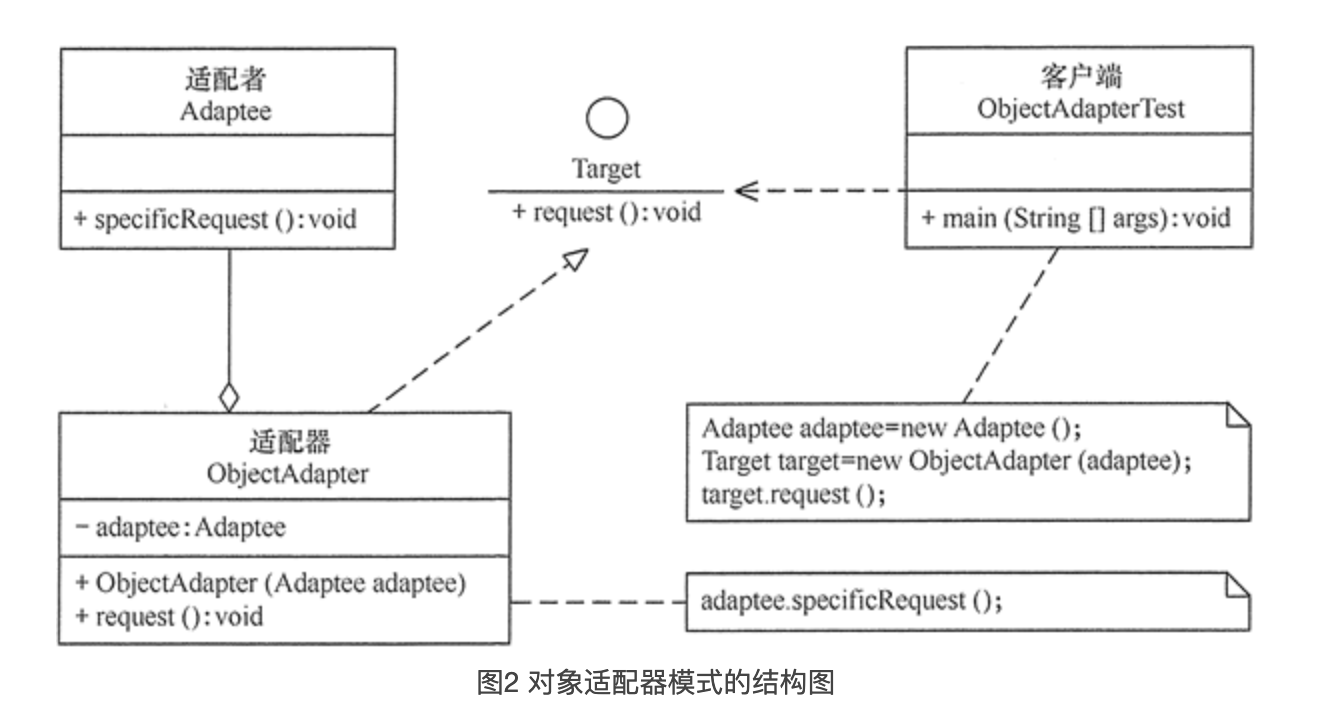 适配者
Adaptee
+ specificRequest ():void
Target
+ request ():void
客户端
ObjectAdapterTest
+ main (String [] args):void
适配器
ObjectAdapter
- adaptee:Adaptee
+ ObjectAdapter (Adaptee adaptee)
+ request ():void
Adaptee adaptee=new Adaptee ();
Target target=new ObjectAdapter (adaptee);
target.request ();
adaptee.specificRequest ();
图2 对象适配器模式的结构图